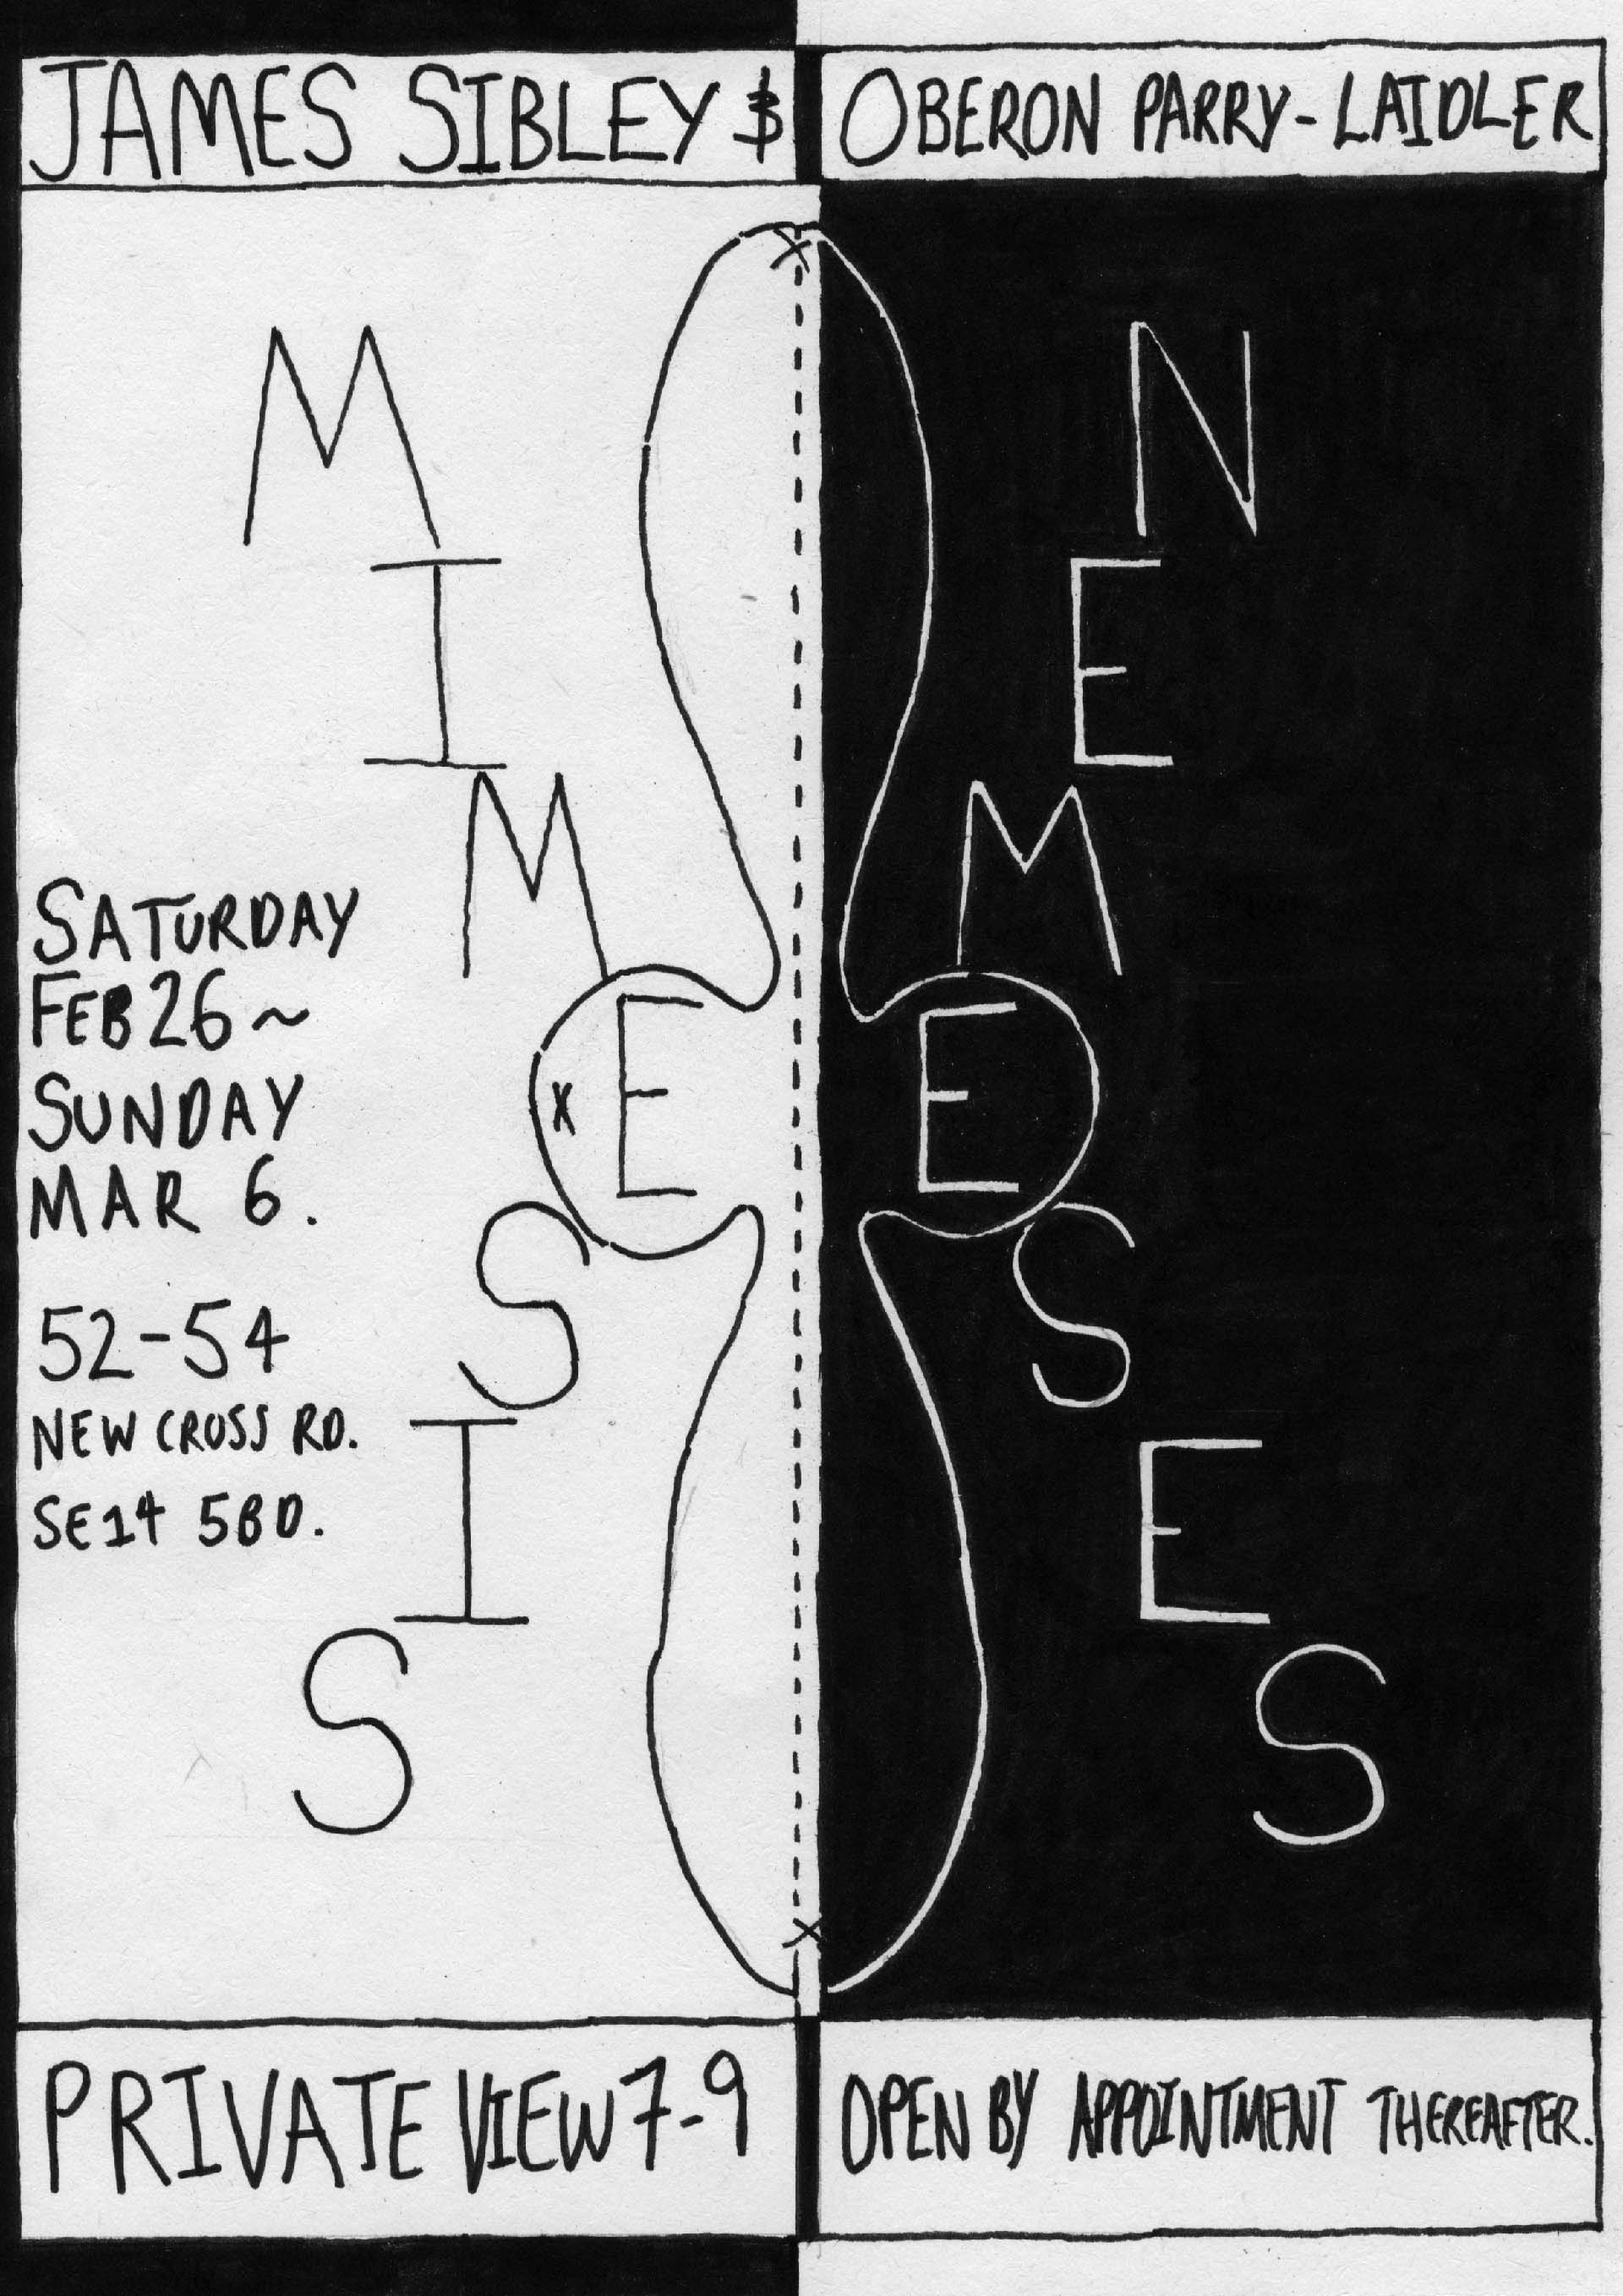 JAMES SIBLEY &
OBERON PARRY-LAIDLER
MIMESIS
NEMESES
x
SATURDAY
FEB 26 ~
SUNDAY
MAR 6.
52-54
NEW CROSS RD.
SE14 5BD.
PRIVATE VIEW 7-9
OPEN BY APPOINTMENT THEREAFTER.